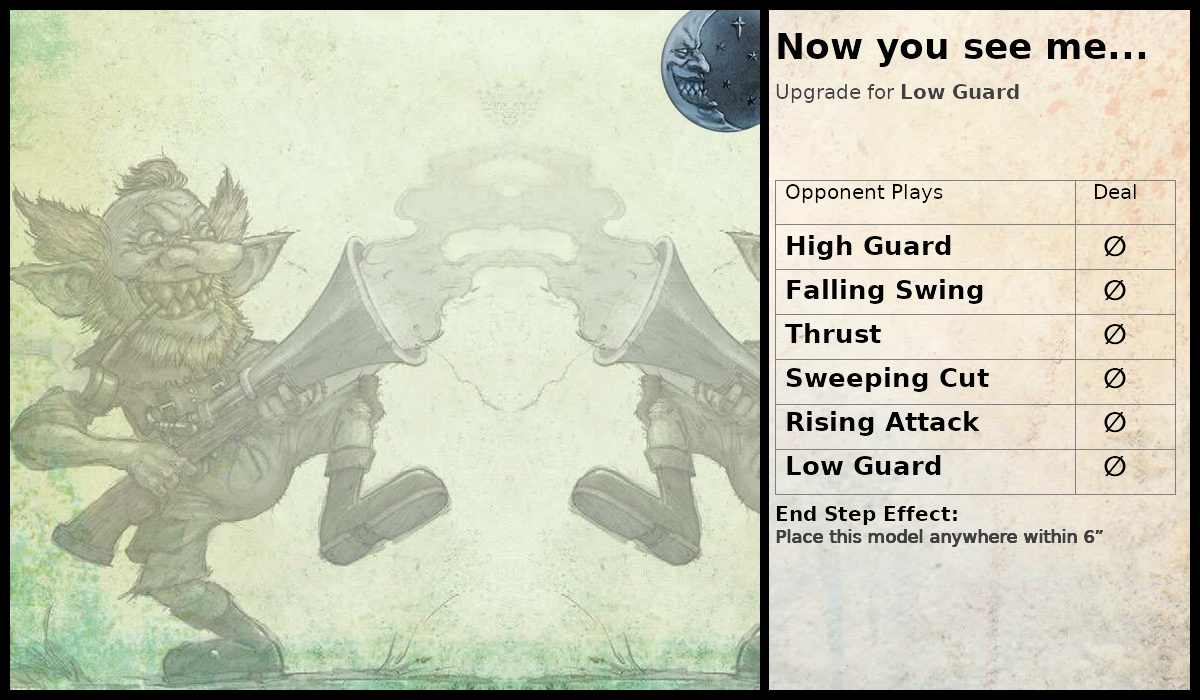 Now you see me...
Upgrade for Low Guard
Opponent Plays Deal
High Guard ∅
Falling Swing ∅
Thrust ∅
Sweeping Cut ∅
Rising Attack ∅
Low Guard ∅
End Step Effect:
Place this model anywhere within 6”